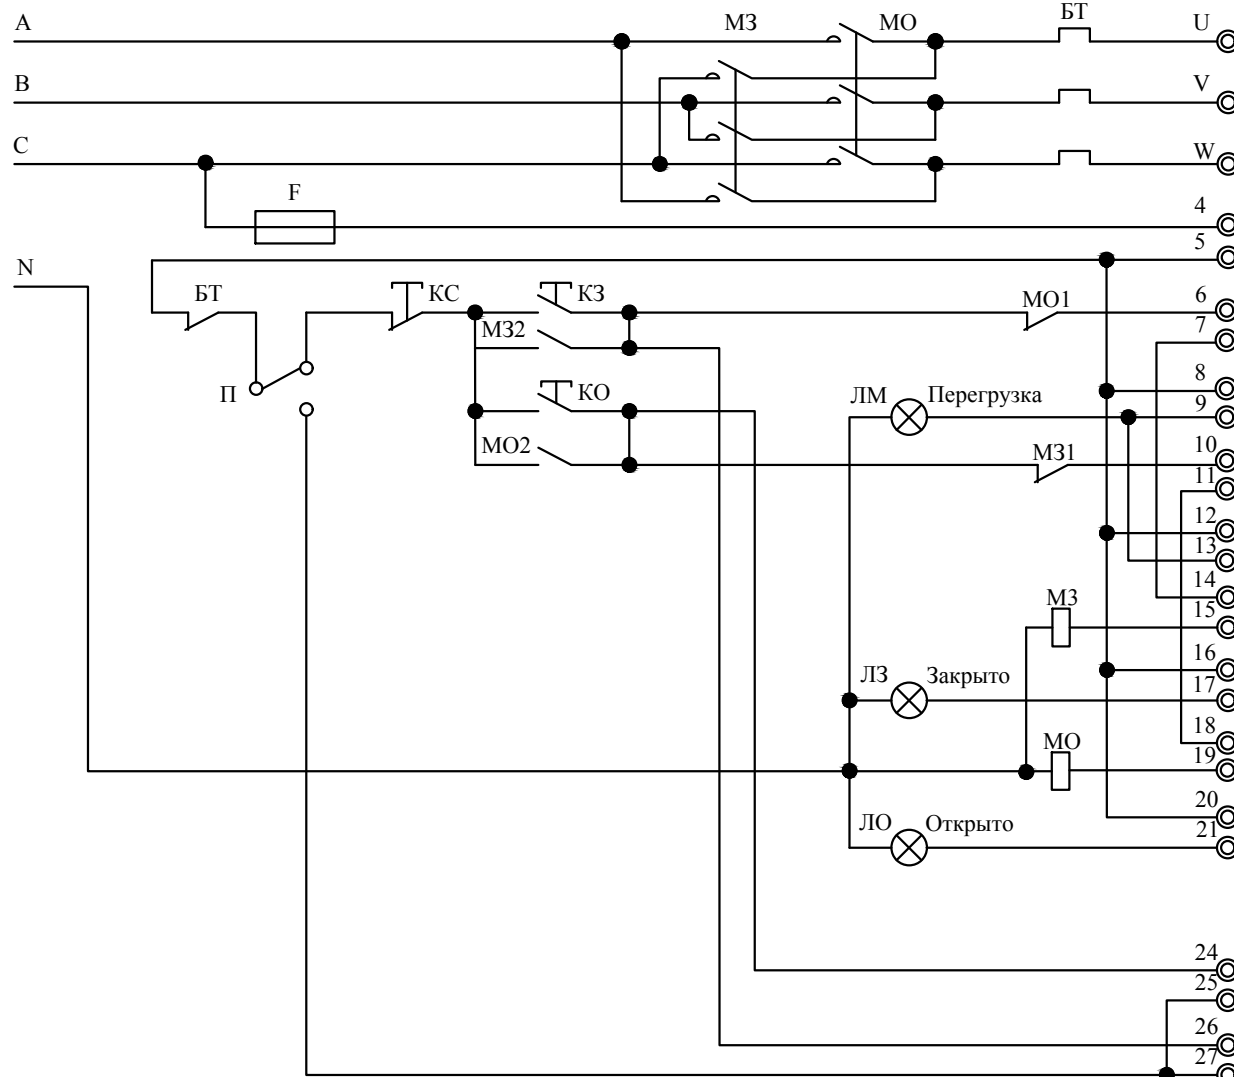 A МЗ МО БТ U
B V
C W
F 4
5
N БТ КС КЗ МО1 6
МЗ2 7
П КО ЛМ Перегрузка 8
9
МО2 МЗ1 10
11
12
13
МЗ 14
15
ЛЗ Закрыто 16
17
МО 18
19
ЛО Открыто 20
21
24
25
26
27